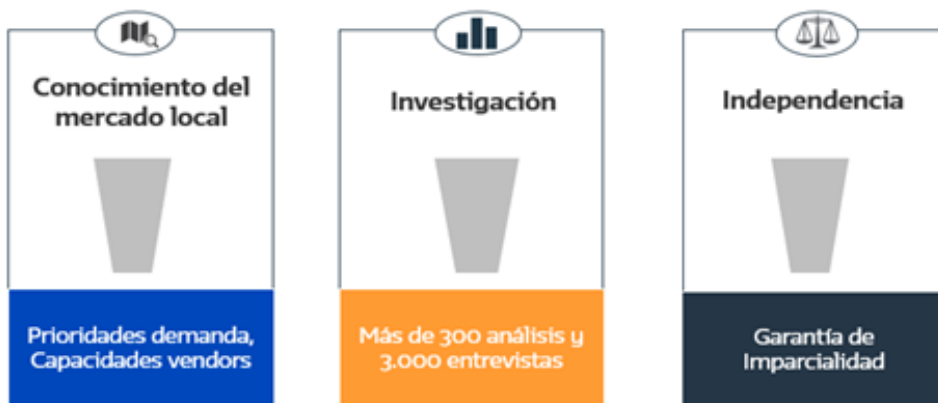 Conocimiento del
mercado local
Prioridades demanda,
Capacidades vendors
Investigación
Más de 300 análisis y
3.000 entrevistas
Independencia
Garantía de
Imparcialidad